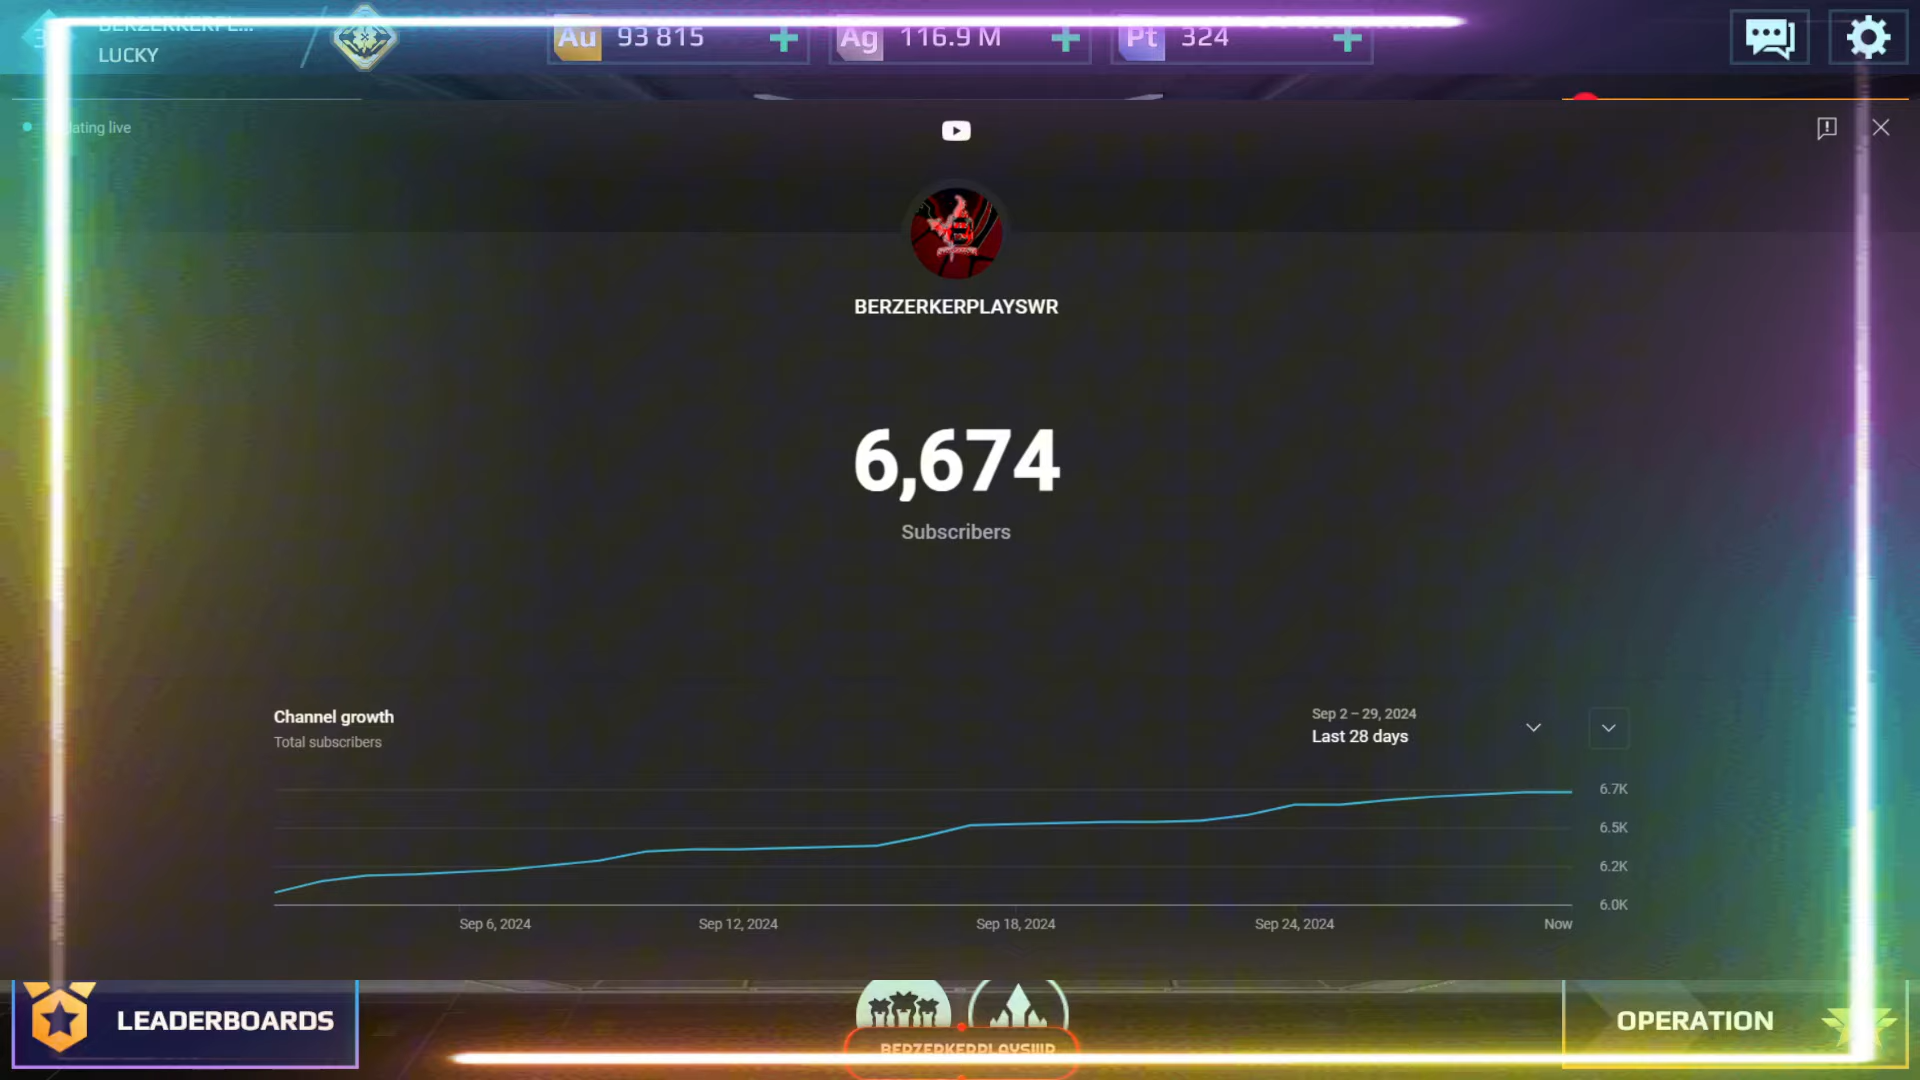 LUCKY
Au 93 815
Ag 116.9 M
Pt 324
live
BERZERKERPLAYSWR
6,674
Subscribers
Channel growth
Total subscribers
Sep 2 – 29, 2024
Last 28 days
6.7K
6.5K
6.2K
6.0K
Sep 6, 2024
Sep 12, 2024
Sep 18, 2024
Sep 24, 2024
Now
LEADERBOARDS
BERZERKERPLAYSWR
OPERATION